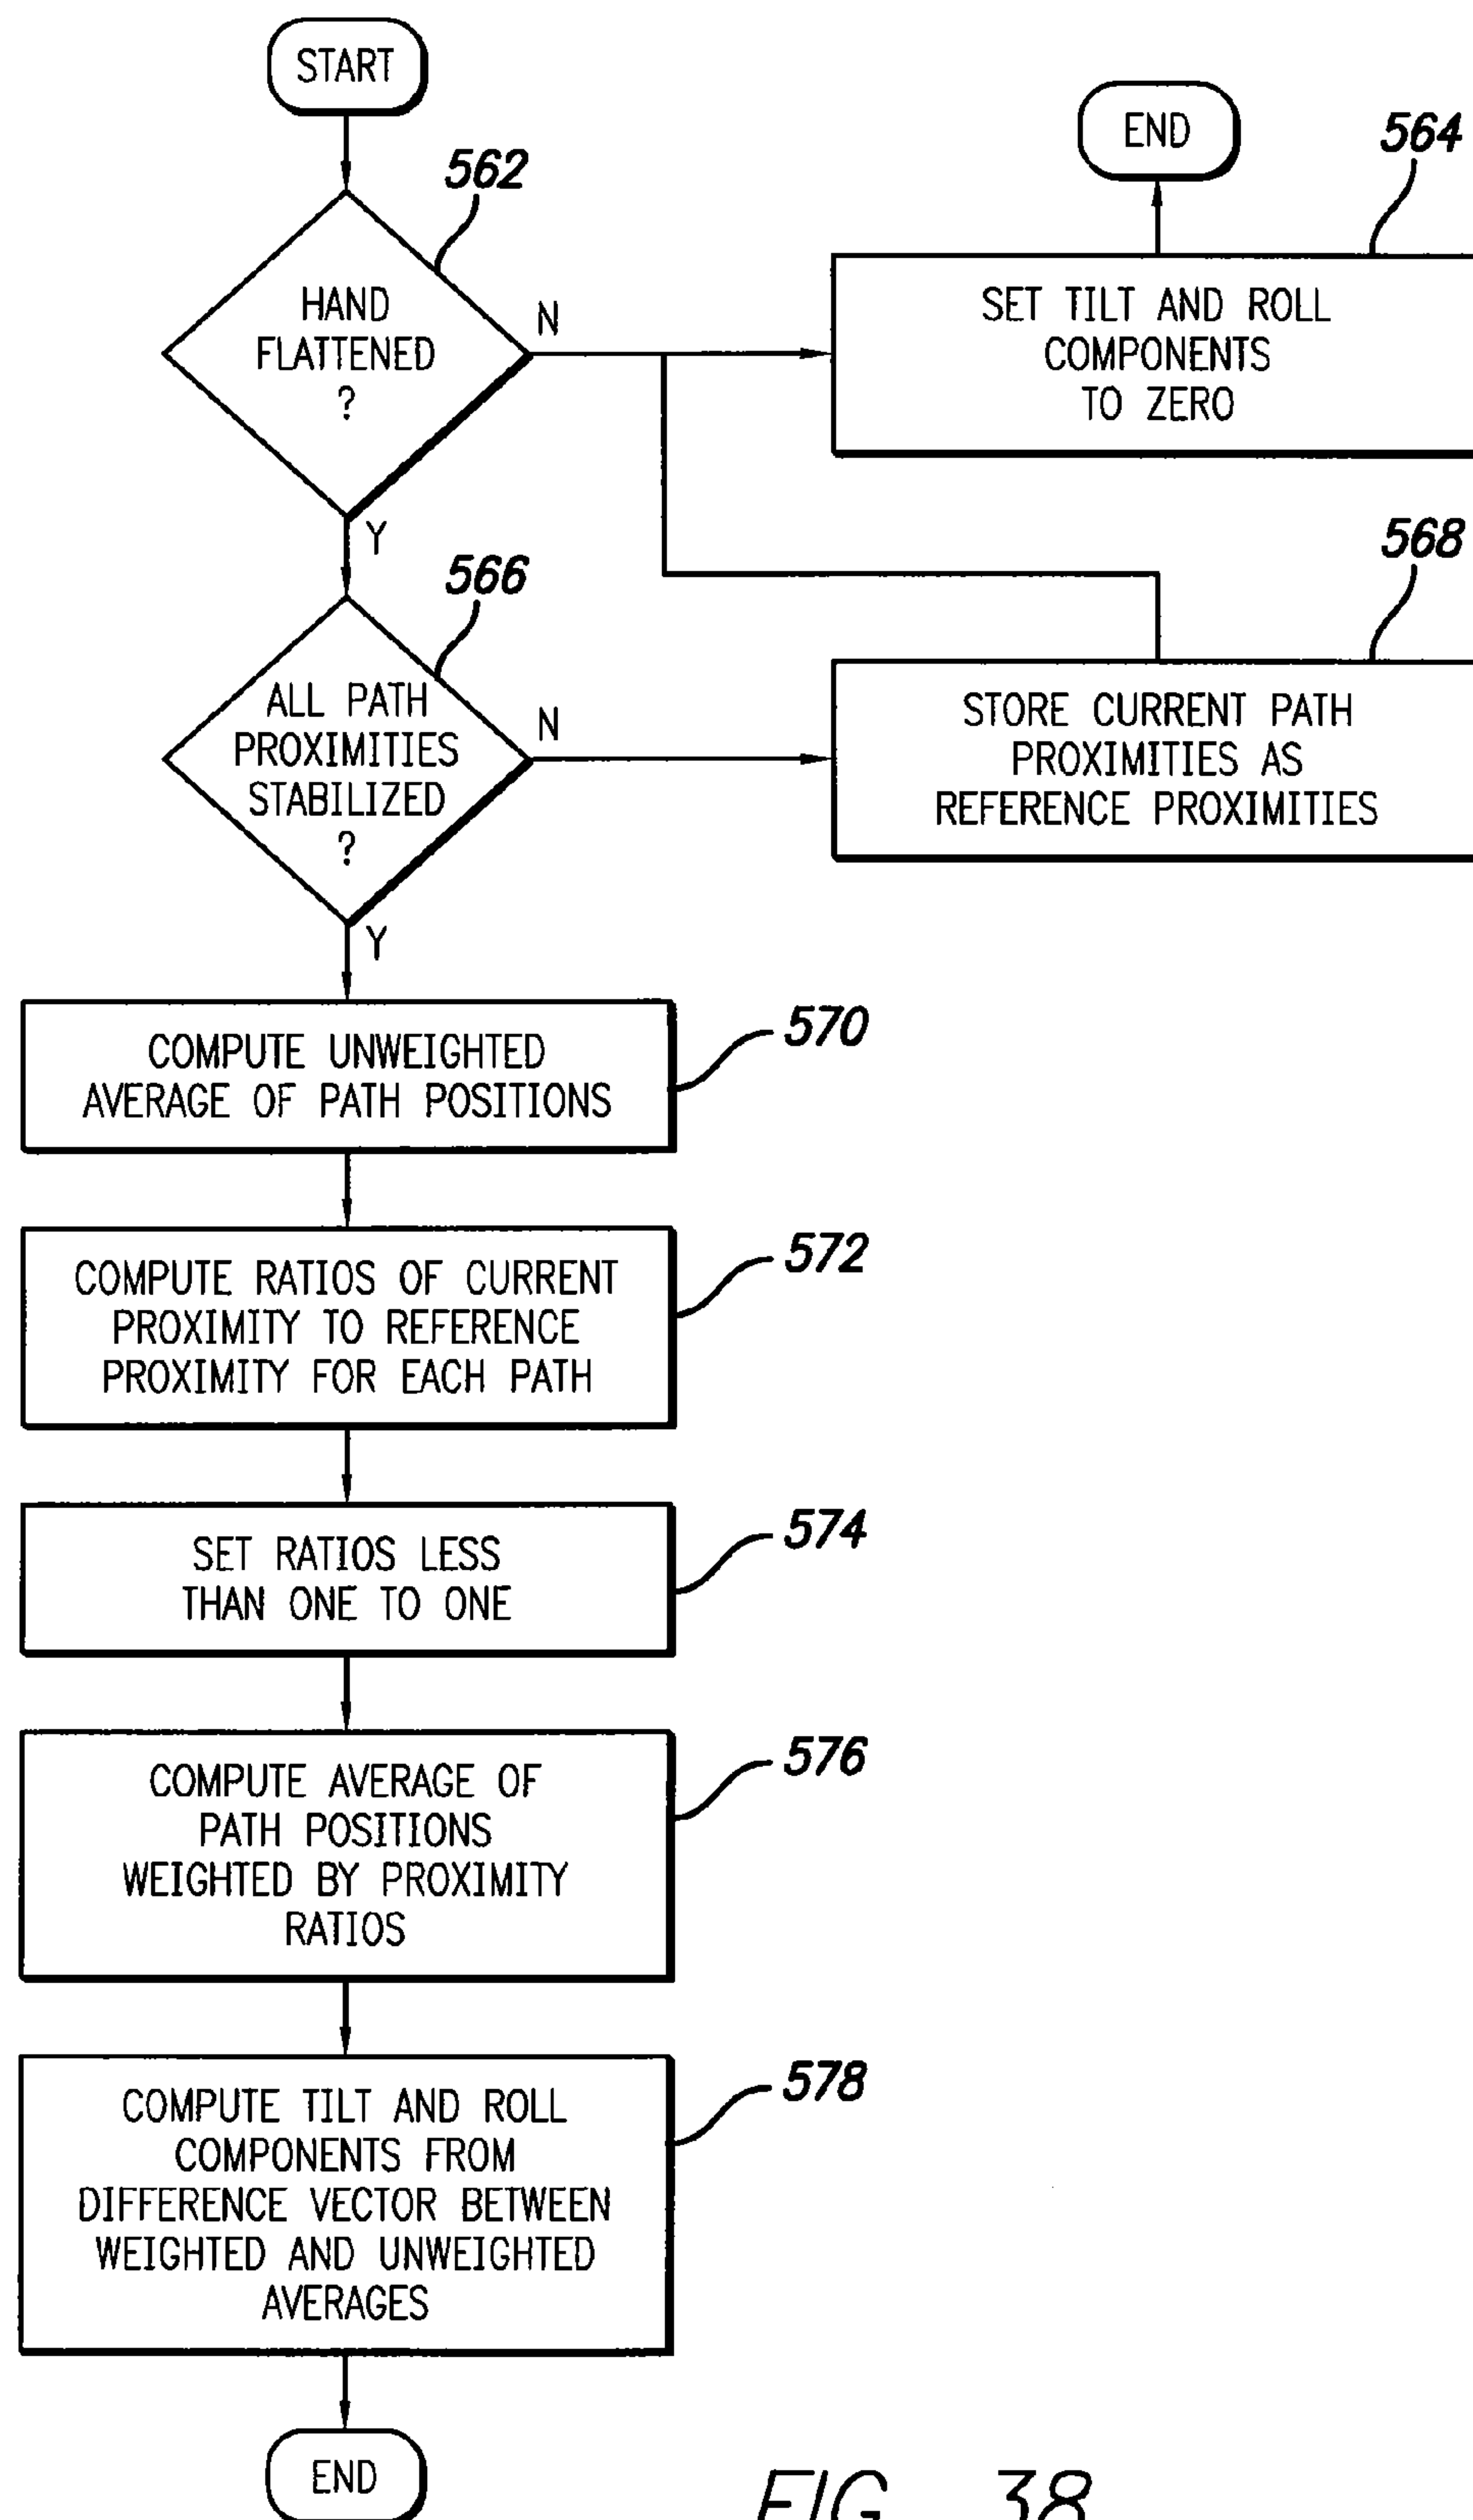 START
562
HAND
FLATTENED
?
N
Y
END
564
SET TILT AND ROLL
COMPONENTS
TO ZERO
566
ALL PATH
PROXIMITIES
STABILIZED
?
N
Y
568
STORE CURRENT PATH
PROXIMITIES AS
REFERENCE PROXIMITIES
COMPUTE UNWEIGHTED
AVERAGE OF PATH POSITIONS
570
COMPUTE RATIOS OF CURRENT
PROXIMITY TO REFERENCE
PROXIMITY FOR EACH PATH
572
SET RATIOS LESS
THAN ONE TO ONE
574
COMPUTE AVERAGE OF
PATH POSITIONS
WEIGHTED BY PROXIMITY
RATIOS
576
COMPUTE TILT AND ROLL
COMPONENTS FROM
DIFFERENCE VECTOR BETWEEN
WEIGHTED AND UNWEIGHTED
AVERAGES
578
END
FIG. 38